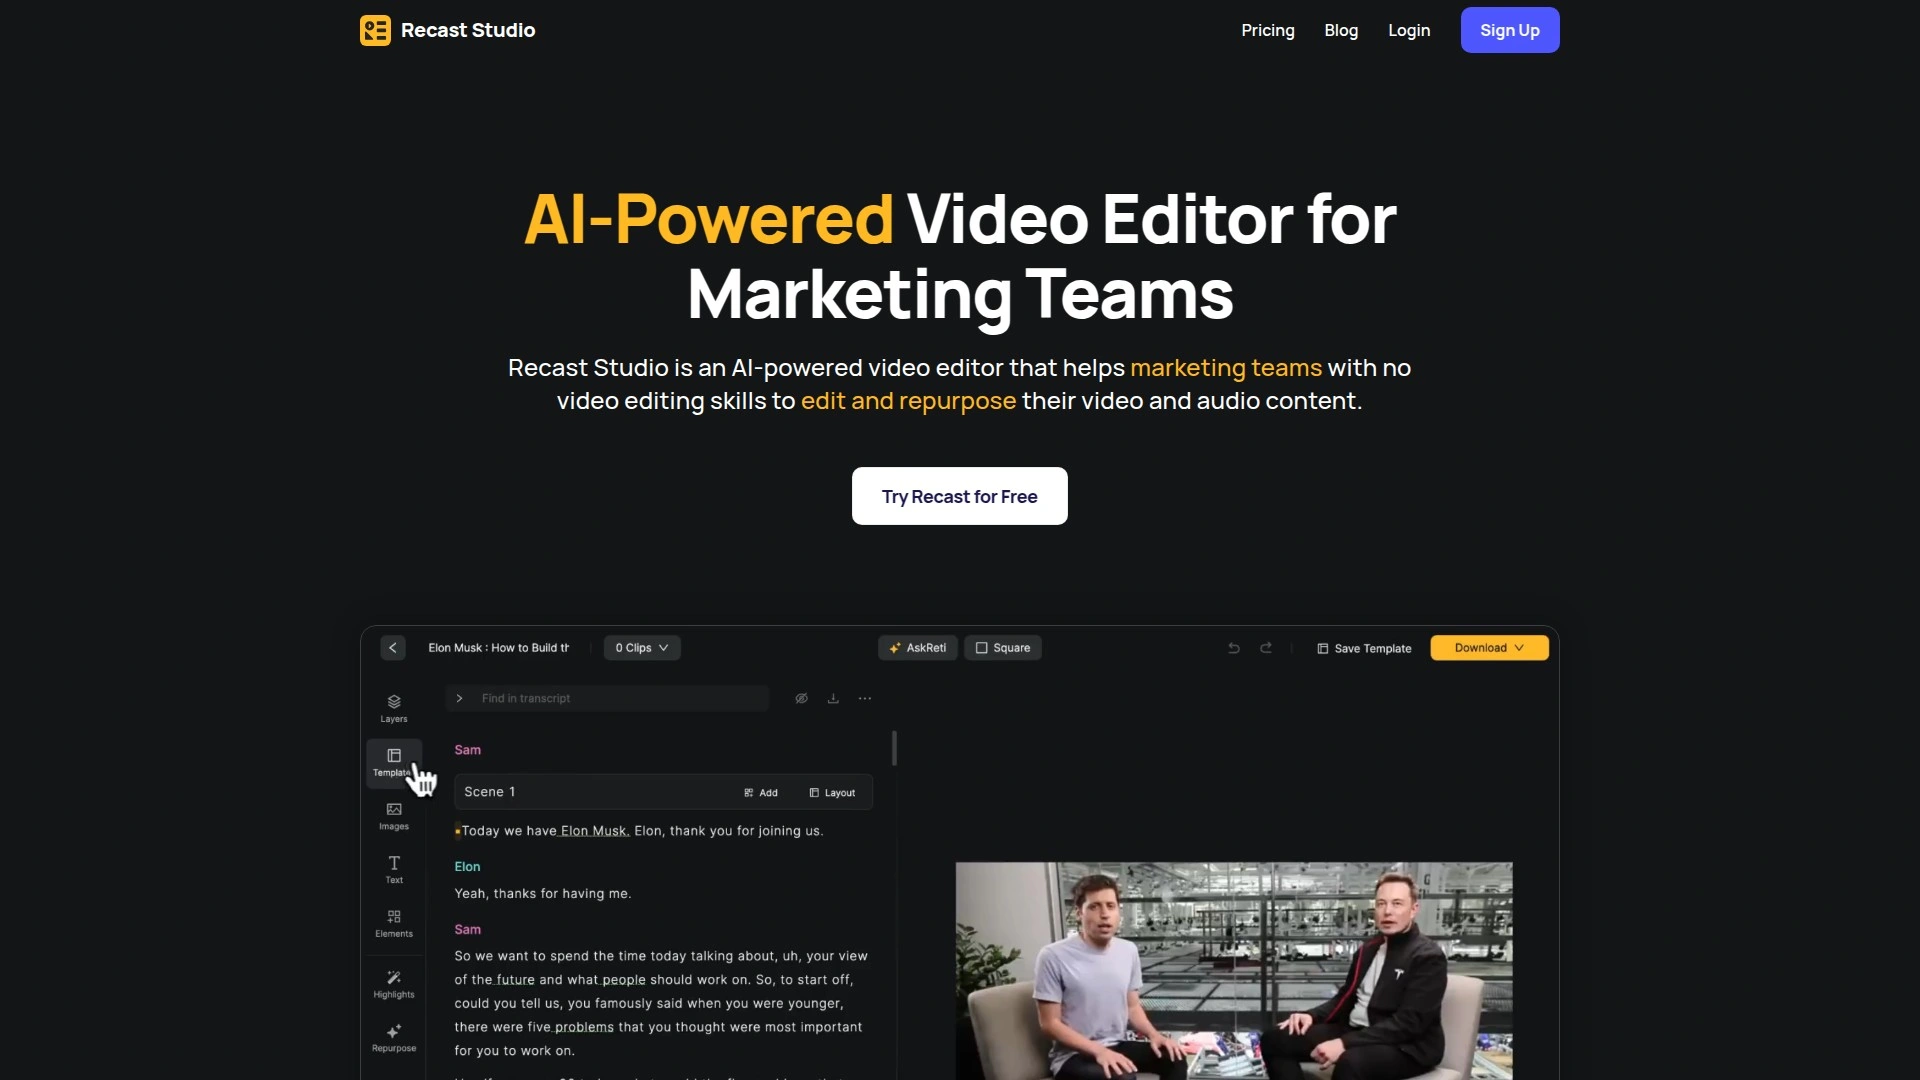 Recast Studio
Pricing
Blog
Login
Sign Up
AI-Powered Video Editor for
Marketing Teams
Recast Studio is an AI-powered video editor that helps marketing teams with no
video editing skills to edit and repurpose their video and audio content.
Try Recast for Free
Elon Musk : How to Build th
0 Clips
AskReti
Square
Save Template
Download
Find in transcript
Layers
Template
Images
Text
Elements
Highlights
Repurpose
Sam
Scene 1
Add
Layout
Today we have Elon Musk. Elon, thank you for joining us.
Elon
Yeah, thanks for having me.
Sam
So we want to spend the time today talking about, uh, your view
of the future and what people should work on. So, to start off,
could you tell us, you famously said when you were younger,
there were five problems that you thought were most important
for you to work on.